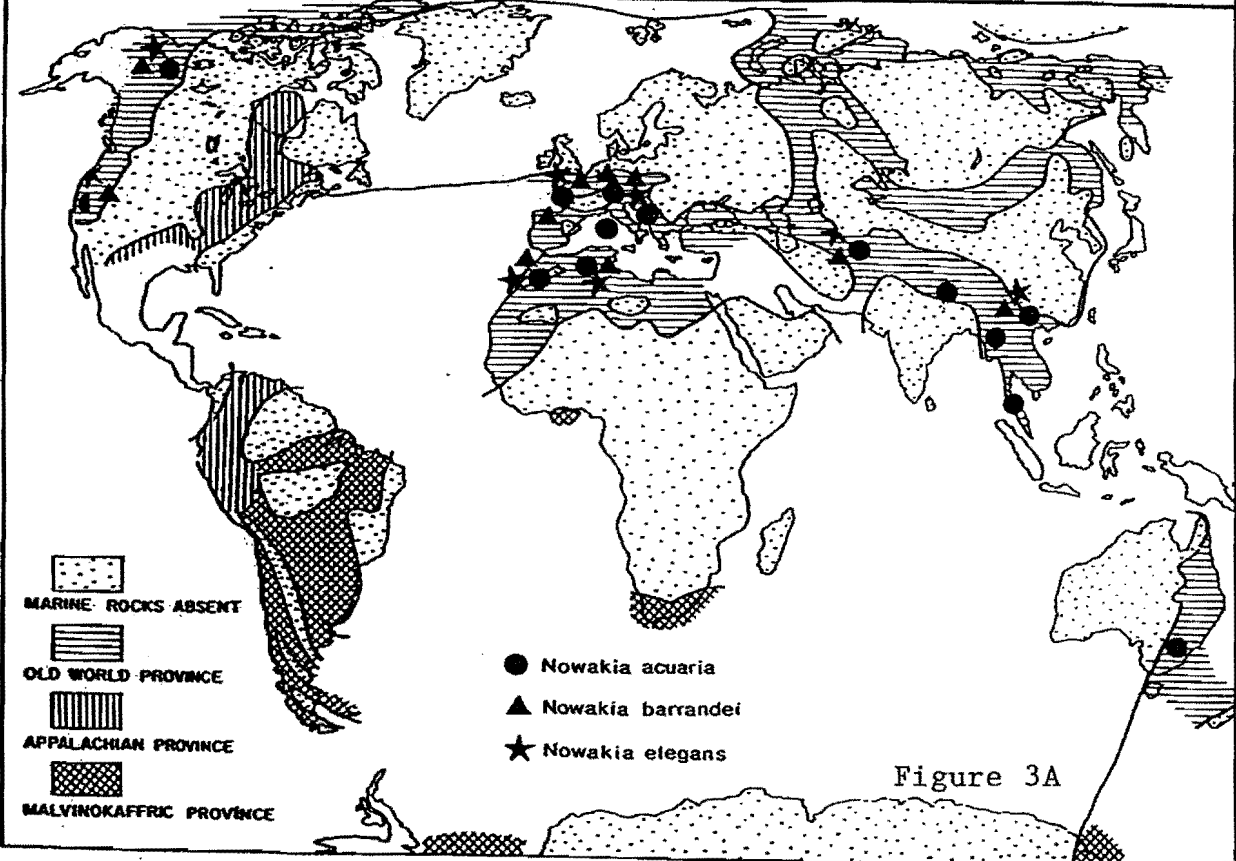 MARINE ROCKS ABSENT
OLD WORLD PROVINCE
APPALACHIAN PROVINCE
MALVINOKAFFRIC PROVINCE
Nowakia acuaria
Nowakia barrandei
Nowakia elegans
Figure 3A